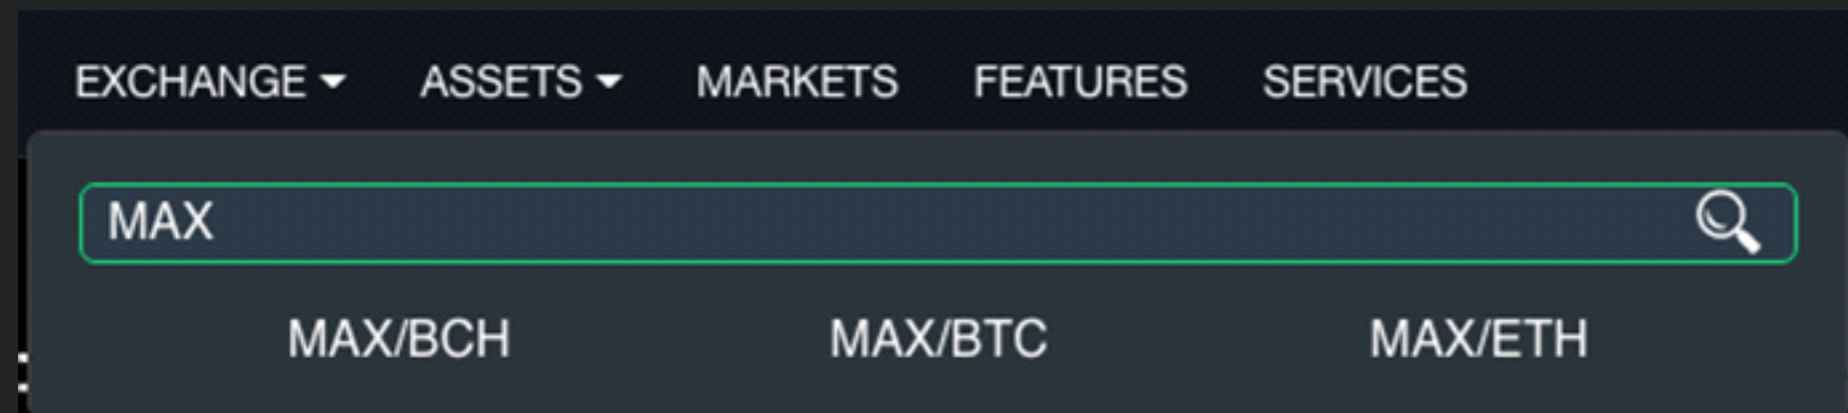 EXCHANGE ASSETS MARKETS FEATURES SERVICES
MAX
MAX/BCH MAX/BTC MAX/ETH